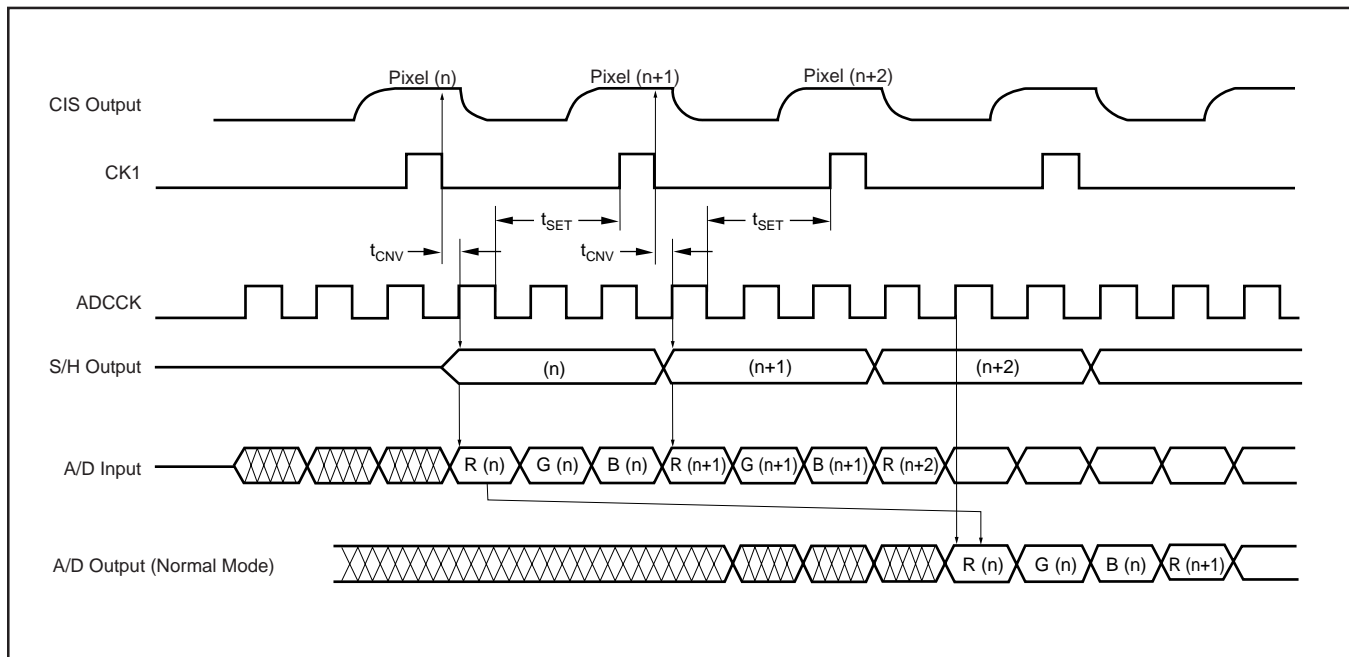 Pixel (n) Pixel (n+1) Pixel (n+2)
CIS Output
CK1
tSET tSET
tCNV tCNV
ADCCK
S/H Output (n) (n+1) (n+2)
A/D Input R (n) G (n) B (n) R (n+1) G (n+1) B (n+1) R (n+2)
A/D Output (Normal Mode) R (n) G (n) B (n) R (n+1)